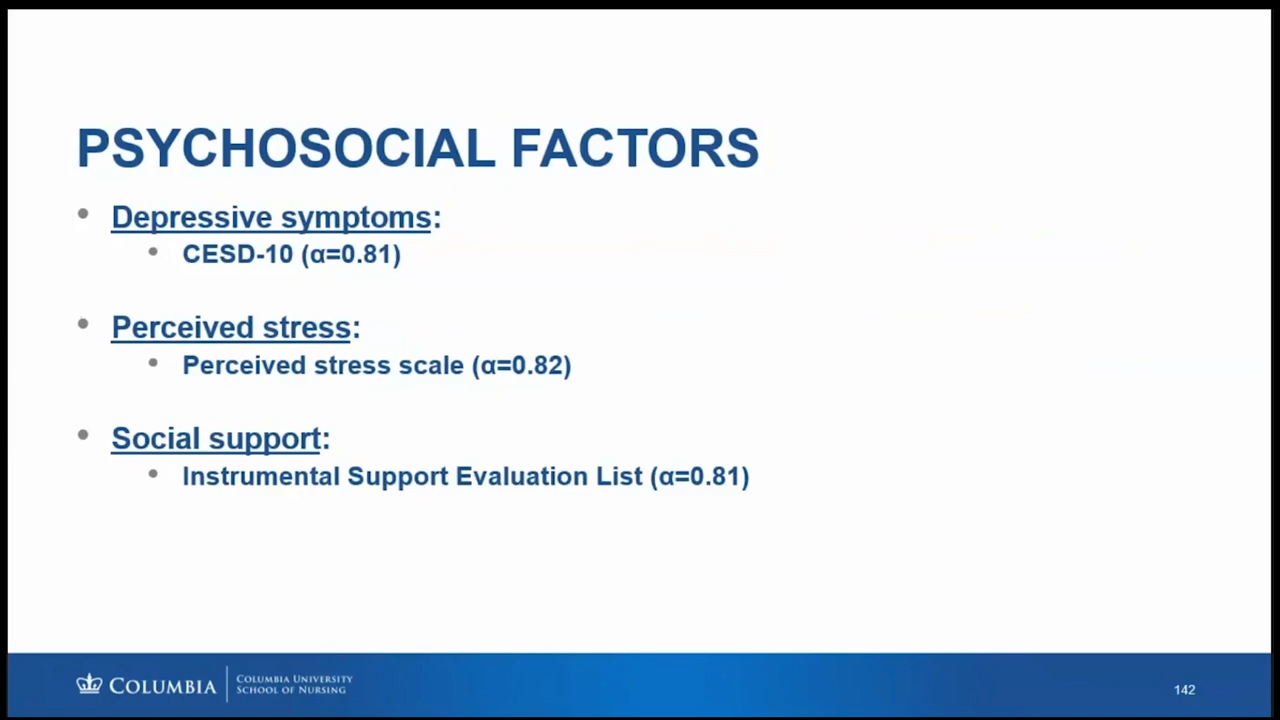 PSYCHOSOCIAL FACTORS
• Depressive symptoms:
• CESD-10 (α=0.81)
• Perceived stress:
• Perceived stress scale (α=0.82)
• Social support:
• Instrumental Support Evaluation List (α=0.81)
COLUMBIA
COLUMBIA UNIVERSITY
SCHOOL OF NURSING
142